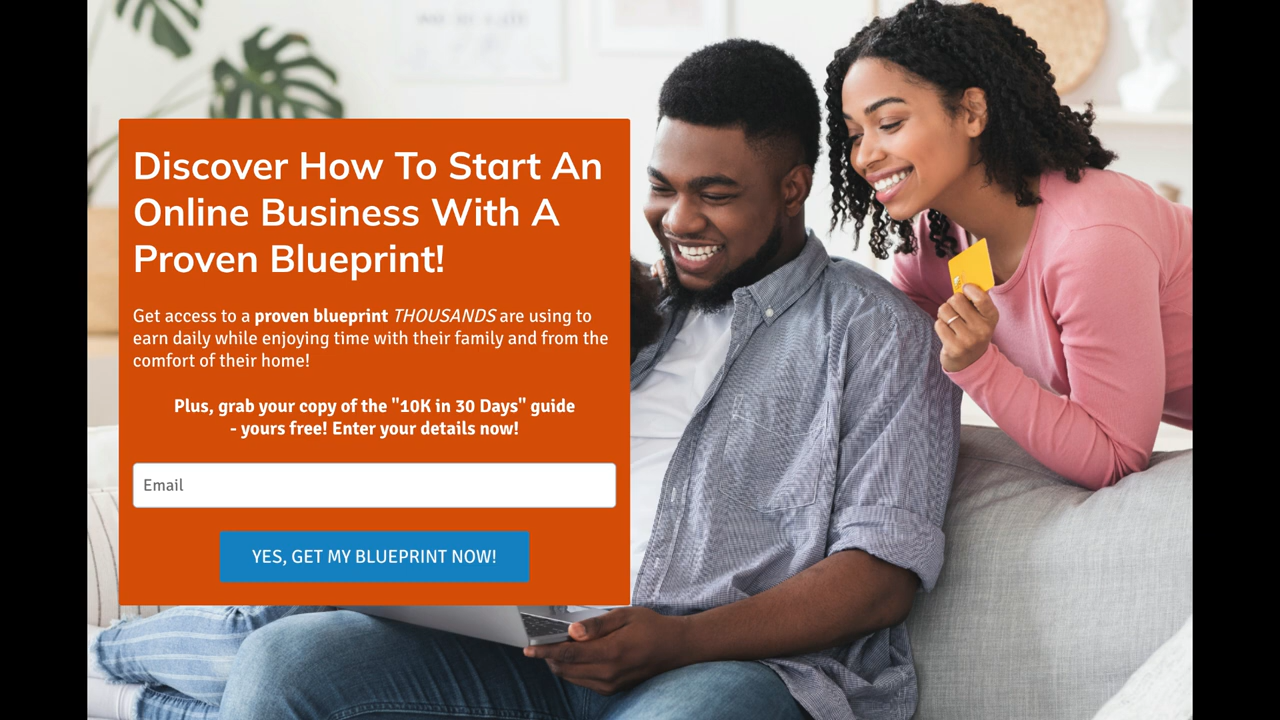 Discover How To Start An
Online Business With A
Proven Blueprint!
Get access to a proven blueprint THOUSANDS are using to
earn daily while enjoying time with their family and from the
comfort of their home!
Plus, grab your copy of the "10K in 30 Days" guide
- yours free! Enter your details now!
Email
YES, GET MY BLUEPRINT NOW!